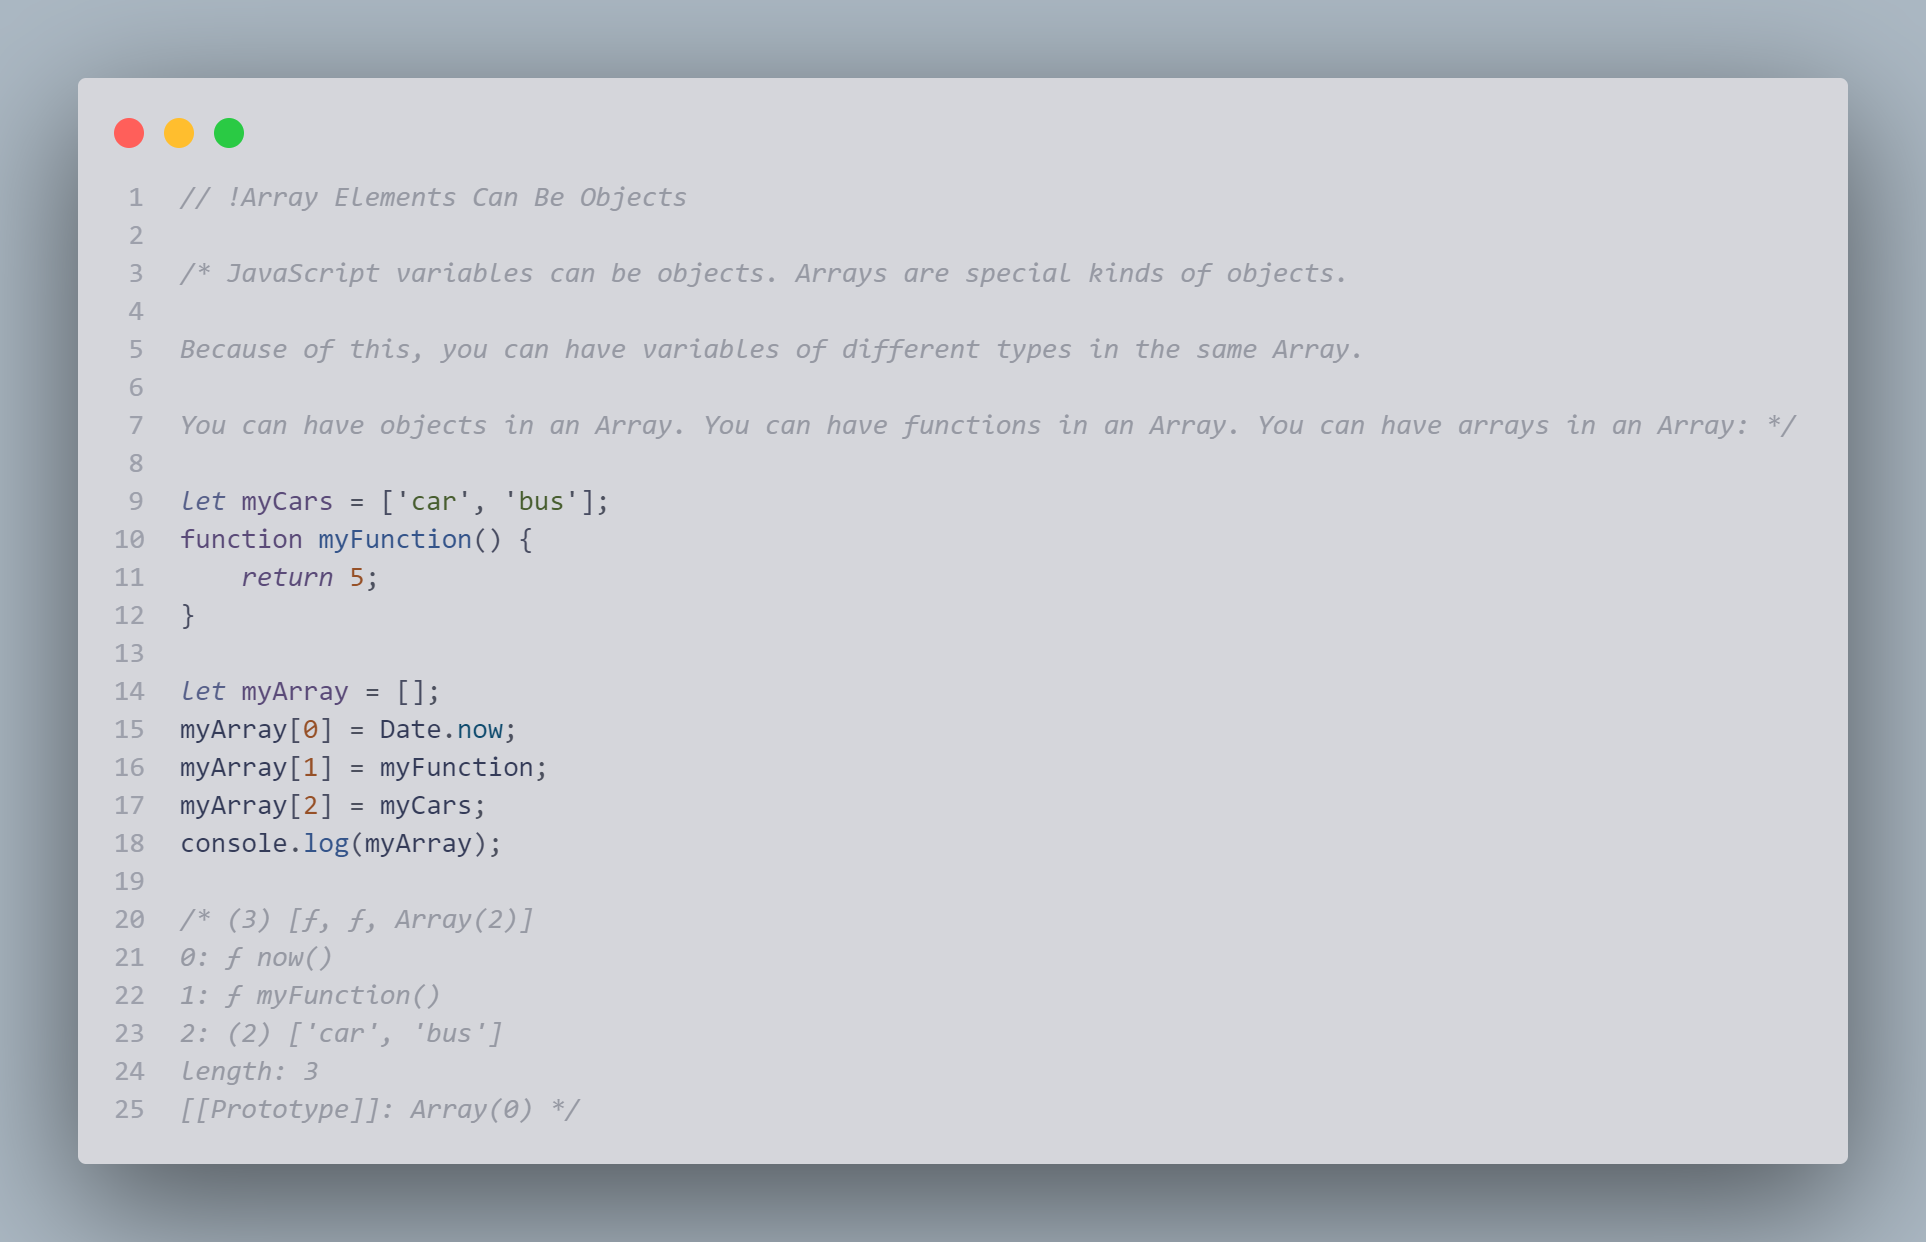 1 // !Array Elements Can Be Objects
2
3 /* JavaScript variables can be objects. Arrays are special kinds of objects.
4
5 Because of this, you can have variables of different types in the same Array.
6
7 You can have objects in an Array. You can have functions in an Array. You can have arrays in an Array: */
8
9 let myCars = ['car', 'bus'];
10 function myFunction() {
11     return 5;
12 }
13
14 let myArray = [];
15 myArray[0] = Date.now;
16 myArray[1] = myFunction;
17 myArray[2] = myCars;
18 console.log(myArray);
19
20 /* (3) [ƒ, ƒ, Array(2)]
21 0: ƒ now()
22 1: ƒ myFunction()
23 2: (2) ['car', 'bus']
24 length: 3
25 [[Prototype]]: Array(0) */